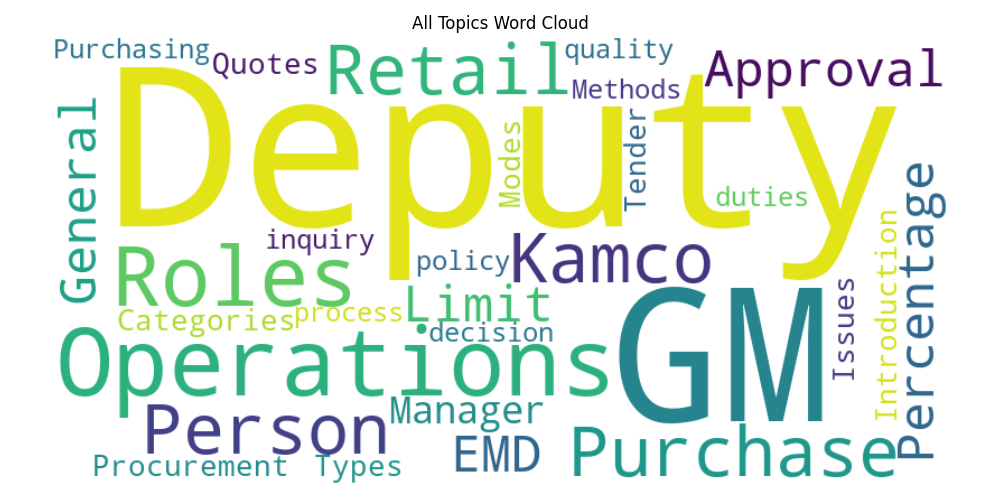 All Topics Word Cloud
Purchasing
Quotes
Retail
quality
Methods
Approval
Deputy
General
Modes
Tender
duties
Percentage
inquiry
Roles
policy
Kamco
Introduction
Issues
Categories
process
Limit
decision
GM
Operations
Person
Manager
EMD
Purchase
Procurement
Types